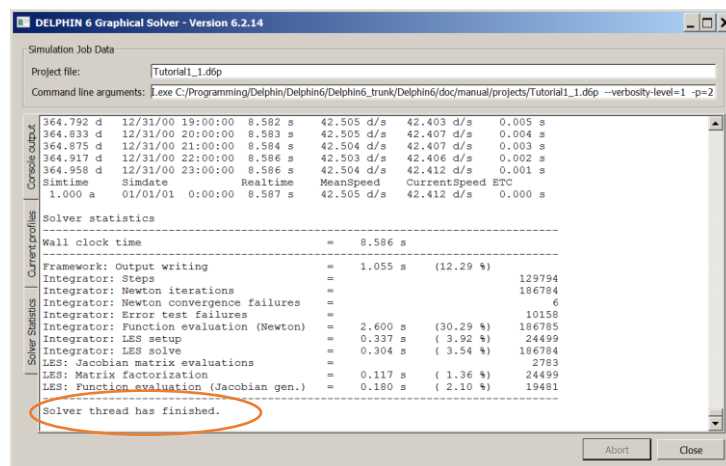 DELPHIN 6 Graphical Solver - Version 6.2.14
Simulation Job Data
Project file: Tutorial1_1.d6p
Command line arguments: .exe C:/Programming/Delphin/Delphin6/Delphin6_trunk/Delphin6/doc/manual/projects/Tutorial1_1.d6p --verbosity-level=1 -p=2
Console output
Current profiles
Solver Statistics
364.792 d 12/31/00 19:00:00 8.582 s 42.505 d/s 42.403 d/s 0.005 s
364.833 d 12/31/00 20:00:00 8.583 s 42.505 d/s 42.407 d/s 0.004 s
364.875 d 12/31/00 21:00:00 8.584 s 42.504 d/s 42.407 d/s 0.003 s
364.917 d 12/31/00 22:00:00 8.586 s 42.503 d/s 42.406 d/s 0.002 s
364.958 d 12/31/00 23:00:00 8.586 s 42.504 d/s 42.412 d/s 0.001 s
Simtime Simdate Realtime MeanSpeed CurrentSpeed ETC
1.000 a 01/01/01 0:00:00 8.587 s 42.505 d/s 42.412 d/s 0.000 s
Solver statistics
------------------------------------------------------------------------------
Wall clock time = 8.586 s
------------------------------------------------------------------------------
Framework: Output writing = 1.055 s (12.29 %)
Integrator: Steps = 129794
Integrator: Newton iterations = 186784
Integrator: Newton convergence failures = 6
Integrator: Error test failures = 10158
Integrator: Function evaluation (Newton) = 2.600 s (30.29 %) 186785
Integrator: LES setup = 0.337 s ( 3.92 %) 24499
Integrator: LES solve = 0.304 s ( 3.54 %) 186784
LES: Jacobian matrix evaluations = 2783
LES: Matrix factorization = 0.117 s ( 1.36 %) 24499
LES: Function evaluation (Jacobian gen.) = 0.180 s ( 2.10 %) 19481
------------------------------------------------------------------------------
Solver thread has finished.
Abort
Close